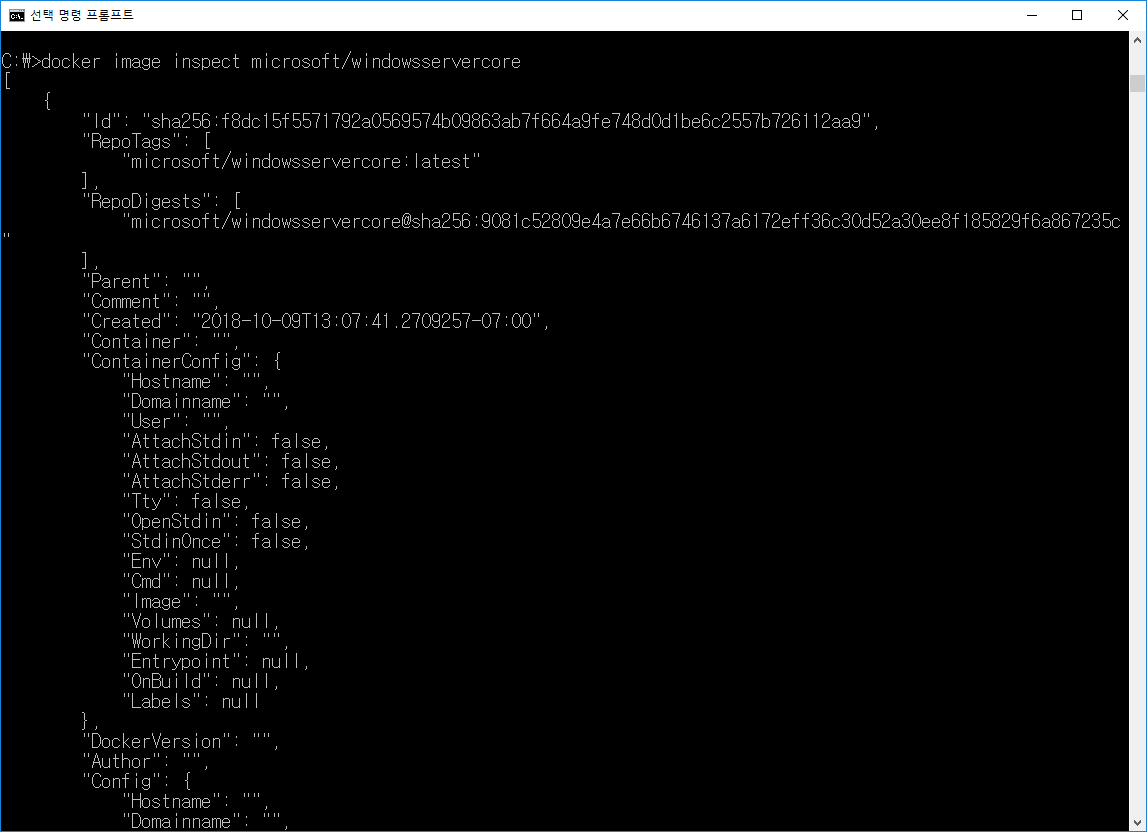 선택 명령 프롬프트
C:₩>docker image inspect microsoft/windowsservercore
[
    {
        "Id": "sha256:f8dc15f5571792a0569574b09863ab7f664a9fe748d0d1be6c2557b726112aa9",
        "RepoTags": [
            "microsoft/windowsservercore:latest"
        ],
        "RepoDigests": [
            "microsoft/windowsservercore@sha256:9081c52809e4a7e66b6746137a6172eff36c30d52a30ee8f185829f6a867235c
"
        ],
        "Parent": "",
        "Comment": "",
        "Created": "2018-10-09T13:07:41.2709257-07:00",
        "Container": "",
        "ContainerConfig": {
            "Hostname": "",
            "Domainname": "",
            "User": "",
            "AttachStdin": false,
            "AttachStdout": false,
            "AttachStderr": false,
            "Tty": false,
            "OpenStdin": false,
            "StdinOnce": false,
            "Env": null,
            "Cmd": null,
            "Image": "",
            "Volumes": null,
            "WorkingDir": "",
            "Entrypoint": null,
            "OnBuild": null,
            "Labels": null
        },
        "DockerVersion": "",
        "Author": "",
        "Config": {
            "Hostname": "",
            "Domainname": "",